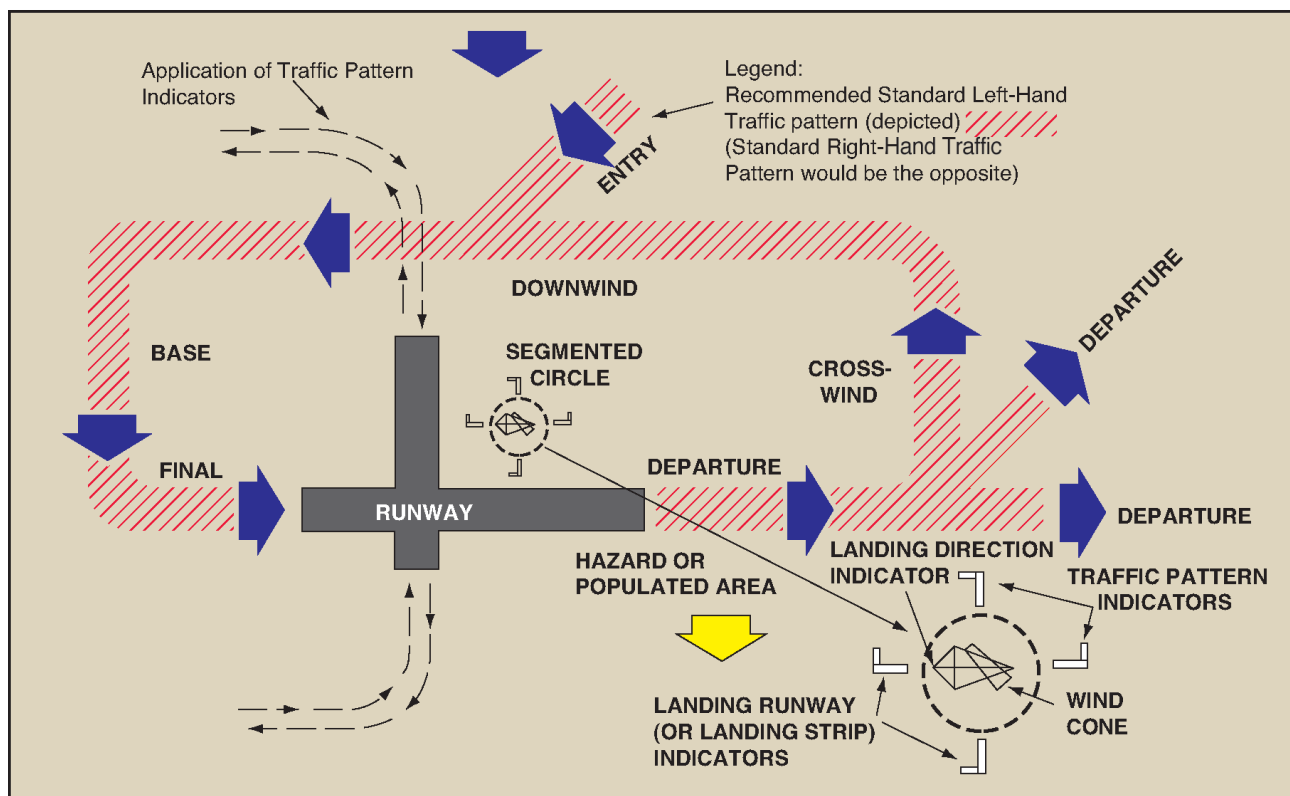 Application of Traffic Pattern
Indicators
Legend:
Recommended Standard Left-Hand
Traffic pattern (depicted)
(Standard Right-Hand Traffic
Pattern would be the opposite)
ENTRY
DOWNWIND
BASE
SEGMENTED
CIRCLE
CROSS-
WIND
DEPARTURE
FINAL
DEPARTURE
RUNWAY
DEPARTURE
HAZARD OR
POPULATED AREA
LANDING DIRECTION
INDICATOR
TRAFFIC PATTERN
INDICATORS
LANDING RUNWAY
(OR LANDING STRIP)
INDICATORS
WIND
CONE